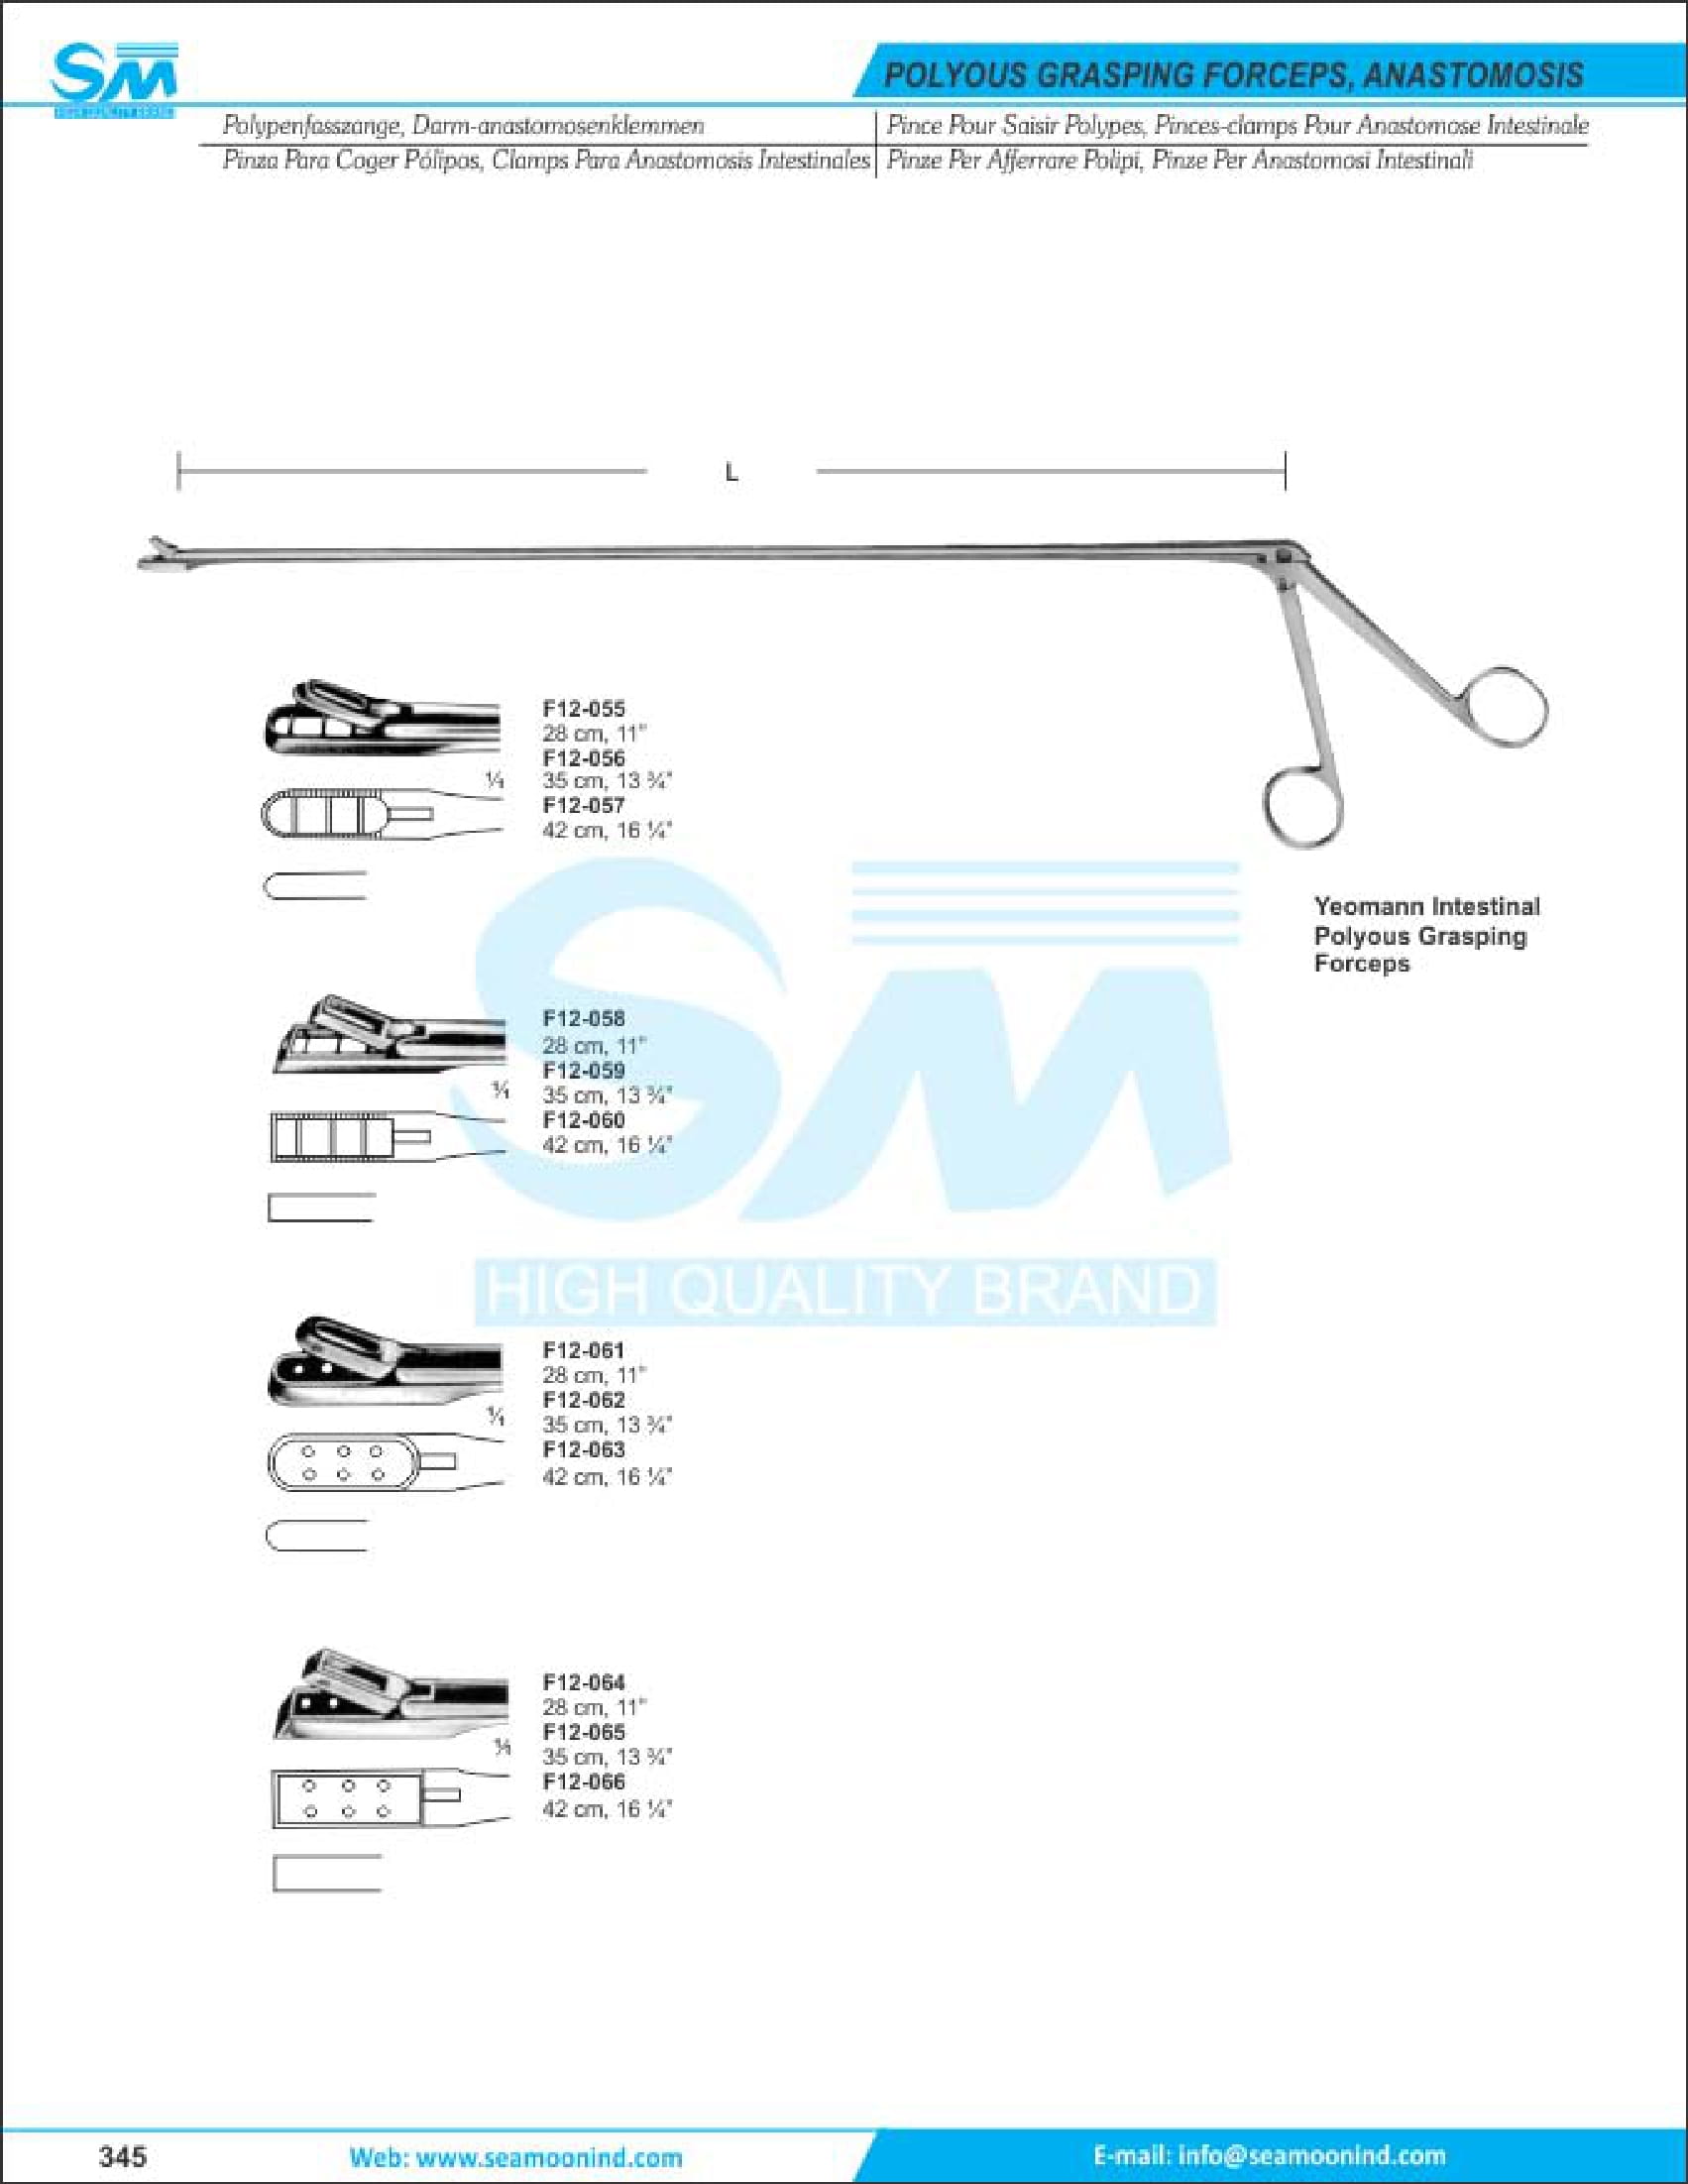 SM
HIGH QUALITY BRAND
POLYOUS GRASPING FORCEPS, ANASTOMOSIS
Polypenfasszange, Darm-anastomosenklemmen
Pince Pour Saisir Polypes, Pinces-clamps Pour Anastomose Intestinale
Pinza Para Coger Pólipos, Clamps Para Anastomosis Intestinales
Pinze Per Afferrare Polipi, Pinze Per Anastomosi Intestinali
L
F12-055
28 cm, 11"
F12-056
35 cm, 13 ¾"
F12-057
42 cm, 16 ¼"
1/1
Yeomann Intestinal
Polyous Grasping
Forceps
F12-058
28 cm, 11"
F12-059
35 cm, 13 ¾"
F12-060
42 cm, 16 ¼"
1/1
SM
HIGH QUALITY BRAND
F12-061
28 cm, 11"
F12-062
35 cm, 13 ¾"
F12-063
42 cm, 16 ¼"
1/1
F12-064
28 cm, 11"
F12-065
35 cm, 13 ¾"
F12-066
42 cm, 16 ¼"
1/1
345
Web: www.seamoonind.com
E-mail: info@seamoonind.com